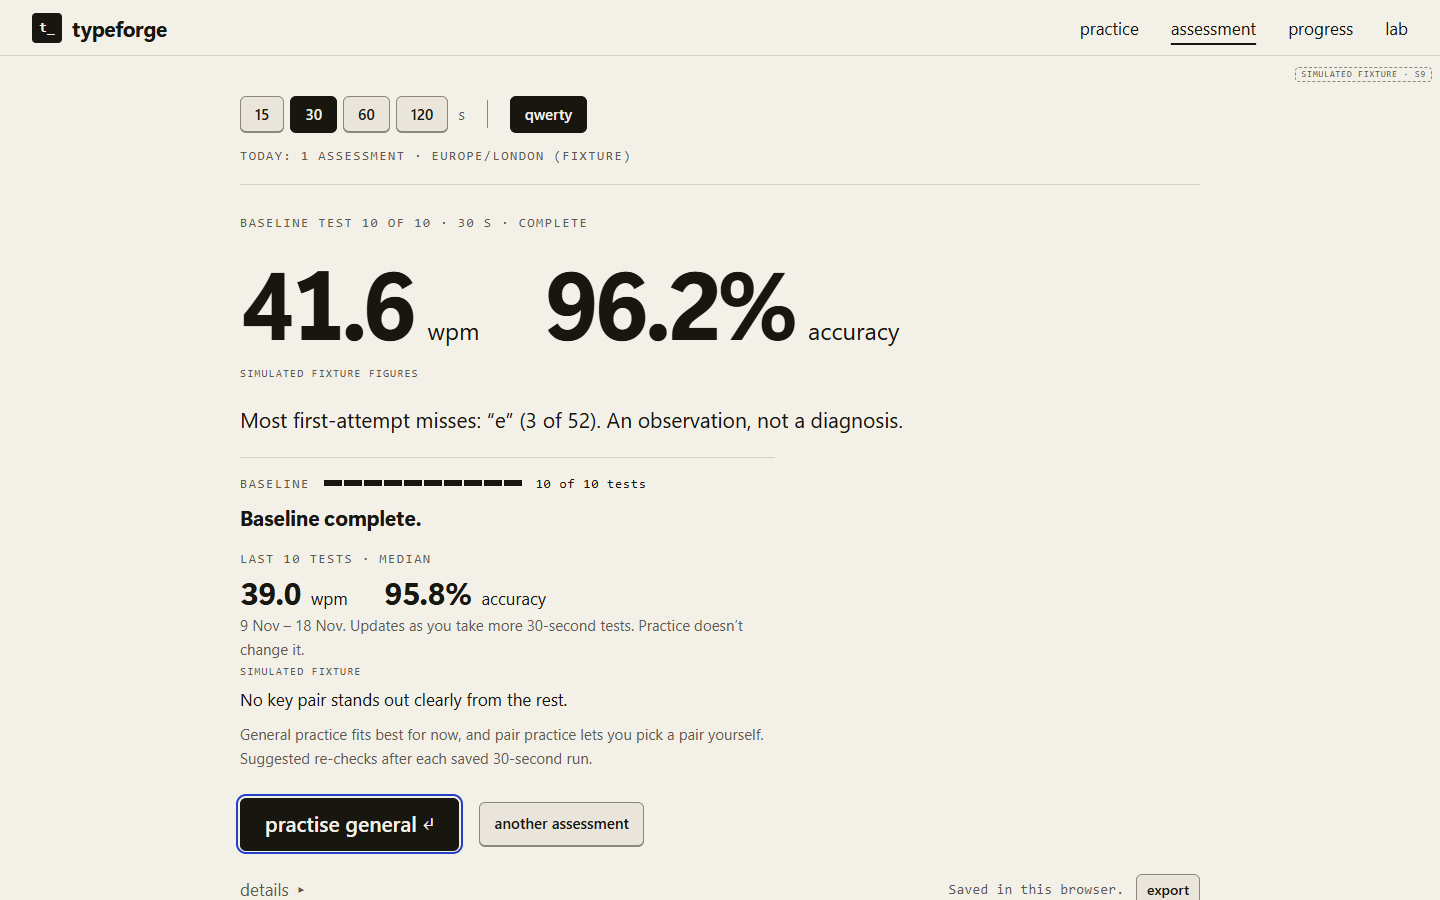 t_ typeforge practice assessment progress lab
SIMULATED FIXTURE · S9
15 30 60 120 s qwerty
TODAY: 1 ASSESSMENT · EUROPE/LONDON (FIXTURE)
BASELINE TEST 10 OF 10 · 30 S · COMPLETE
41.6 wpm 96.2% accuracy
SIMULATED FIXTURE FIGURES
Most first-attempt misses: “e” (3 of 52). An observation, not a diagnosis.
BASELINE 10 of 10 tests
Baseline complete.
LAST 10 TESTS · MEDIAN
39.0 wpm 95.8% accuracy
9 Nov – 18 Nov. Updates as you take more 30-second tests. Practice doesn’t
change it.
SIMULATED FIXTURE
No key pair stands out clearly from the rest.
General practice fits best for now, and pair practice lets you pick a pair yourself.
Suggested re-checks after each saved 30-second run.
practise general ↵ another assessment
details ▸ Saved in this browser. export